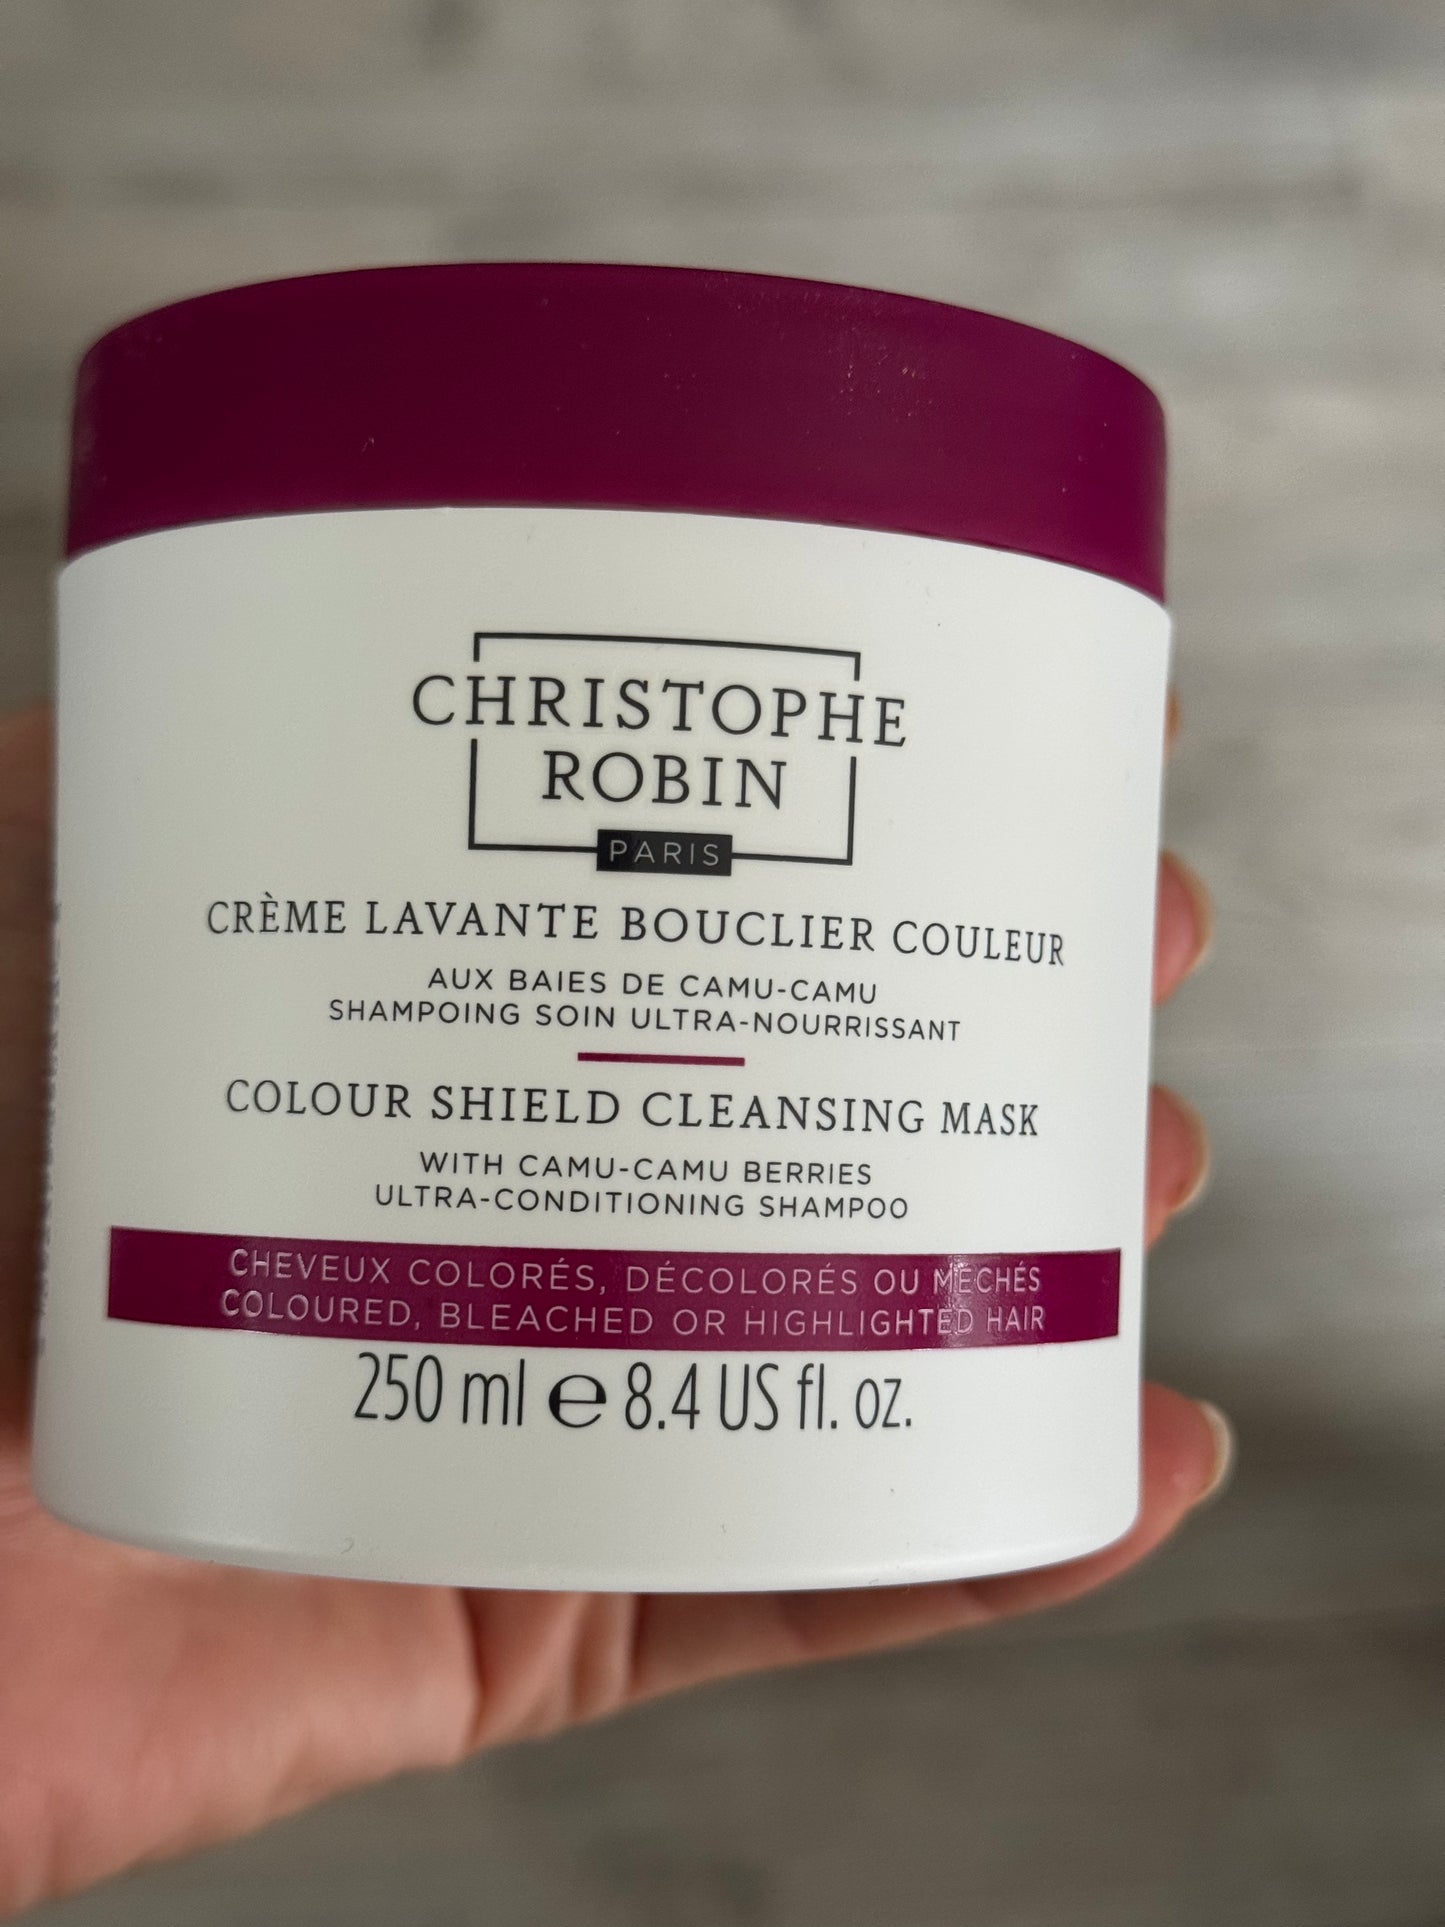 CHRISTOPHE
ROBIN
PARIS
CRÈME LAVANTE BOUCLIER COULEUR
AUX BAIES DE CAMU-CAMU
SHAMPOING SOIN ULTRA-NOURRISSANT
COLOUR SHIELD CLEANSING MASK
WITH CAMU-CAMU BERRIES
ULTRA-CONDITIONING SHAMPOO
CHEVEUX COLORÉS, DÉCOLORÉS OU MÉCHÉS
COLOURED, BLEACHED OR HIGHLIGHTED HAIR
250 ml e 8.4 US fl. oz.